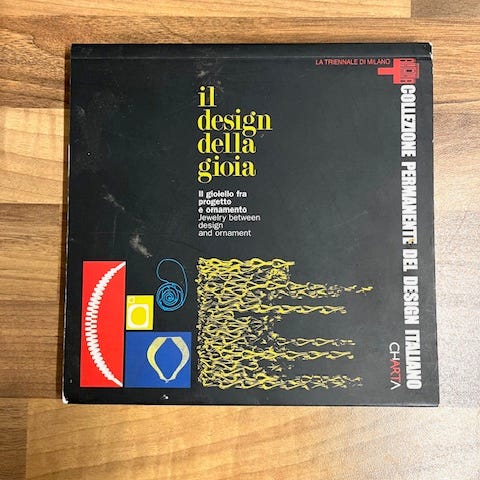 LA TRIENNALE DI MILANO
il
design
della
gioia
Il gioiello fra
progetto
e ornamento
Jewelry between
design
and ornament
COLLEZIONE PERMANENTE DEL DESIGN ITALIANO
CHARTA